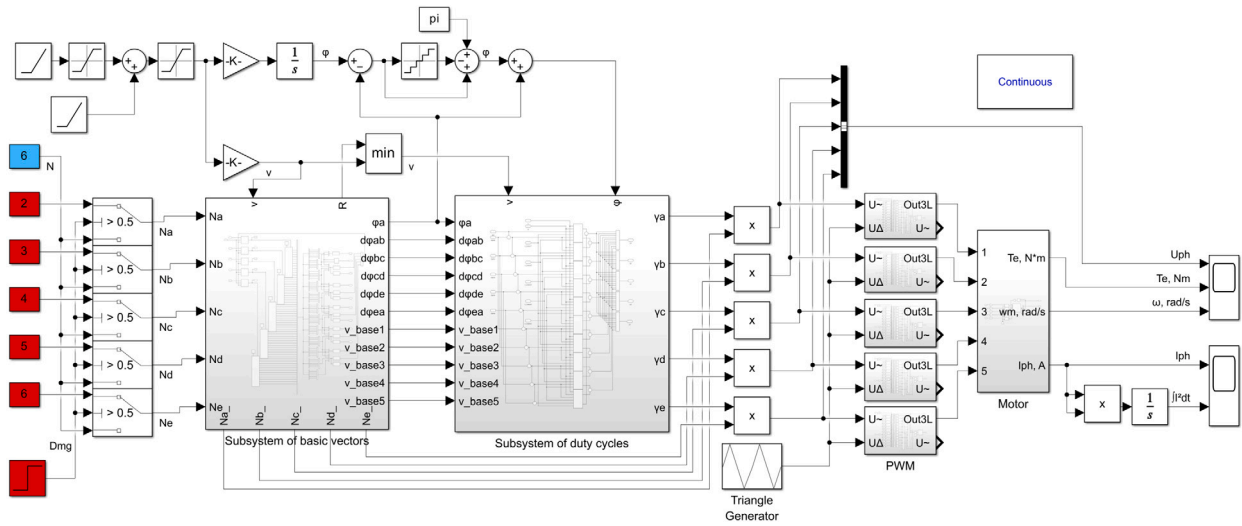 pi
Continuous
-K-
1
s
φ
φ
+
+
+
-
-
+
+
+
+
6
N
-K-
v
min
v
2
> 0.5
Na
3
> 0.5
Nb
4
> 0.5
Nc
5
> 0.5
Nd
6
> 0.5
Ne
Dmg
Na
Nb
Nc
Nd
Ne
v
R
φa
dφab
dφbc
dφcd
dφde
dφea
v_base1
v_base2
v_base3
v_base4
v_base5
Na_
Nb_
Nc_
Nd_
Ne_
Subsystem of basic vectors
v
φ
φa
dφab
dφbc
dφcd
dφde
dφea
v_base1
v_base2
v_base3
v_base4
v_base5
γa
γb
γc
γd
γe
Subsystem of duty cycles
x
x
x
x
x
Triangle
Generator
U~
Out3L
UΔ
U~
U~
Out3L
UΔ
U~
U~
Out3L
UΔ
U~
U~
Out3L
UΔ
U~
U~
Out3L
UΔ
U~
PWM
1
2
3
4
5
Te, N*m
wm, rad/s
Iph, A
Motor
Uph
Te, Nm
ω, rad/s
Iph
x
1
s
∫I²dt